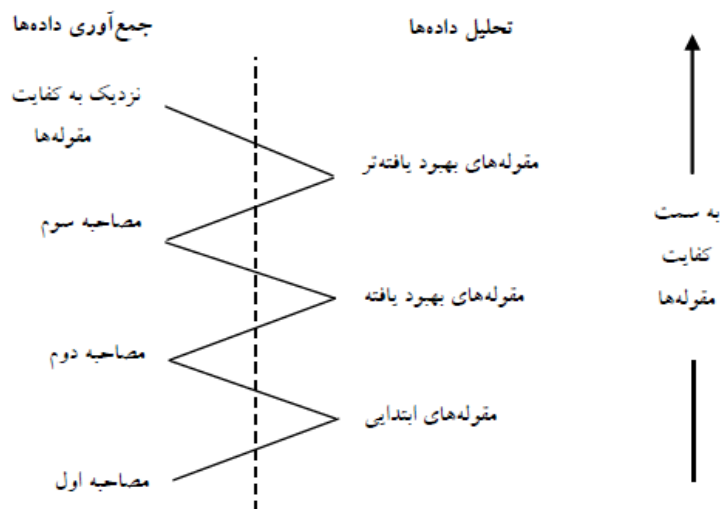 جمع‌آوری داده‌ها
تحلیل داده‌ها
نزدیک به کفایت
مقوله‌ها
مقوله‌های بهبود یافته‌تر
مصاحبه سوم
به سمت
کفایت
مقوله‌ها
مقوله‌های بهبود یافته
مصاحبه دوم
مقوله‌های ابتدایی
مصاحبه اول